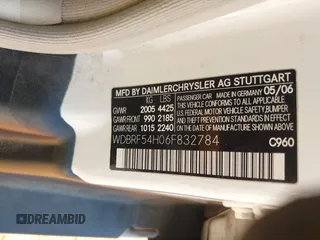 MFD. BY DAIMLERCHRYSLER AG STUTTGART
MADE IN GERMANY 05/06
KG LBS
GVWR 2005 4425
GAWR FRONT 990 2185
GAWR REAR 1015 2240
THIS VEHICLE CONFORMS TO ALL
APPLICABLE FEDERAL MOTOR
VEHICLE SAFETY, BUMPER, AND
THEFT PREVENTION STANDARDS
IN EFFECT ON THE DATE OF
MANUFACTURE SHOWN ABOVE.
WDBRF54H06F832784
PASSENGER CAR
C960
DREAMBID